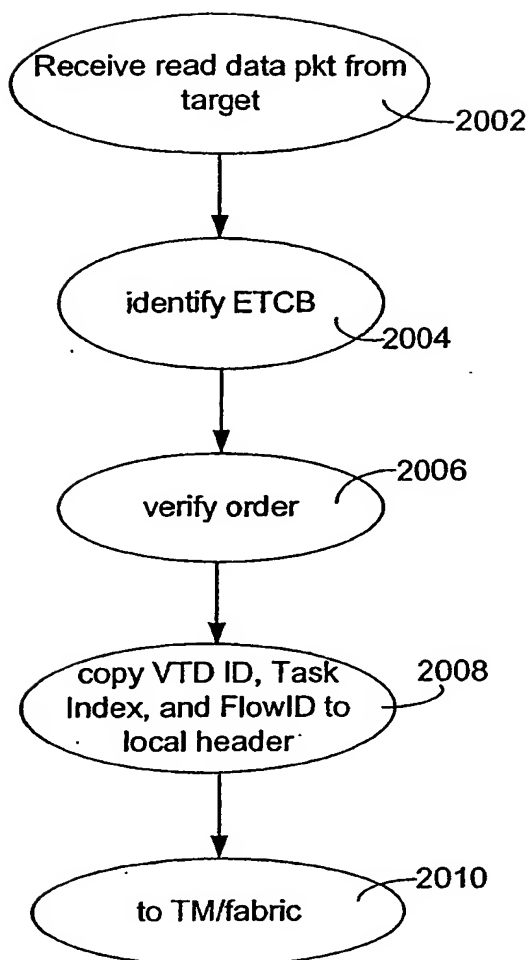 Receive read data pkt from
target
2002
identify ETCB
2004
verify order
2006
copy VTD ID, Task
Index, and FlowID to
local header
2008
to TM/fabric
2010